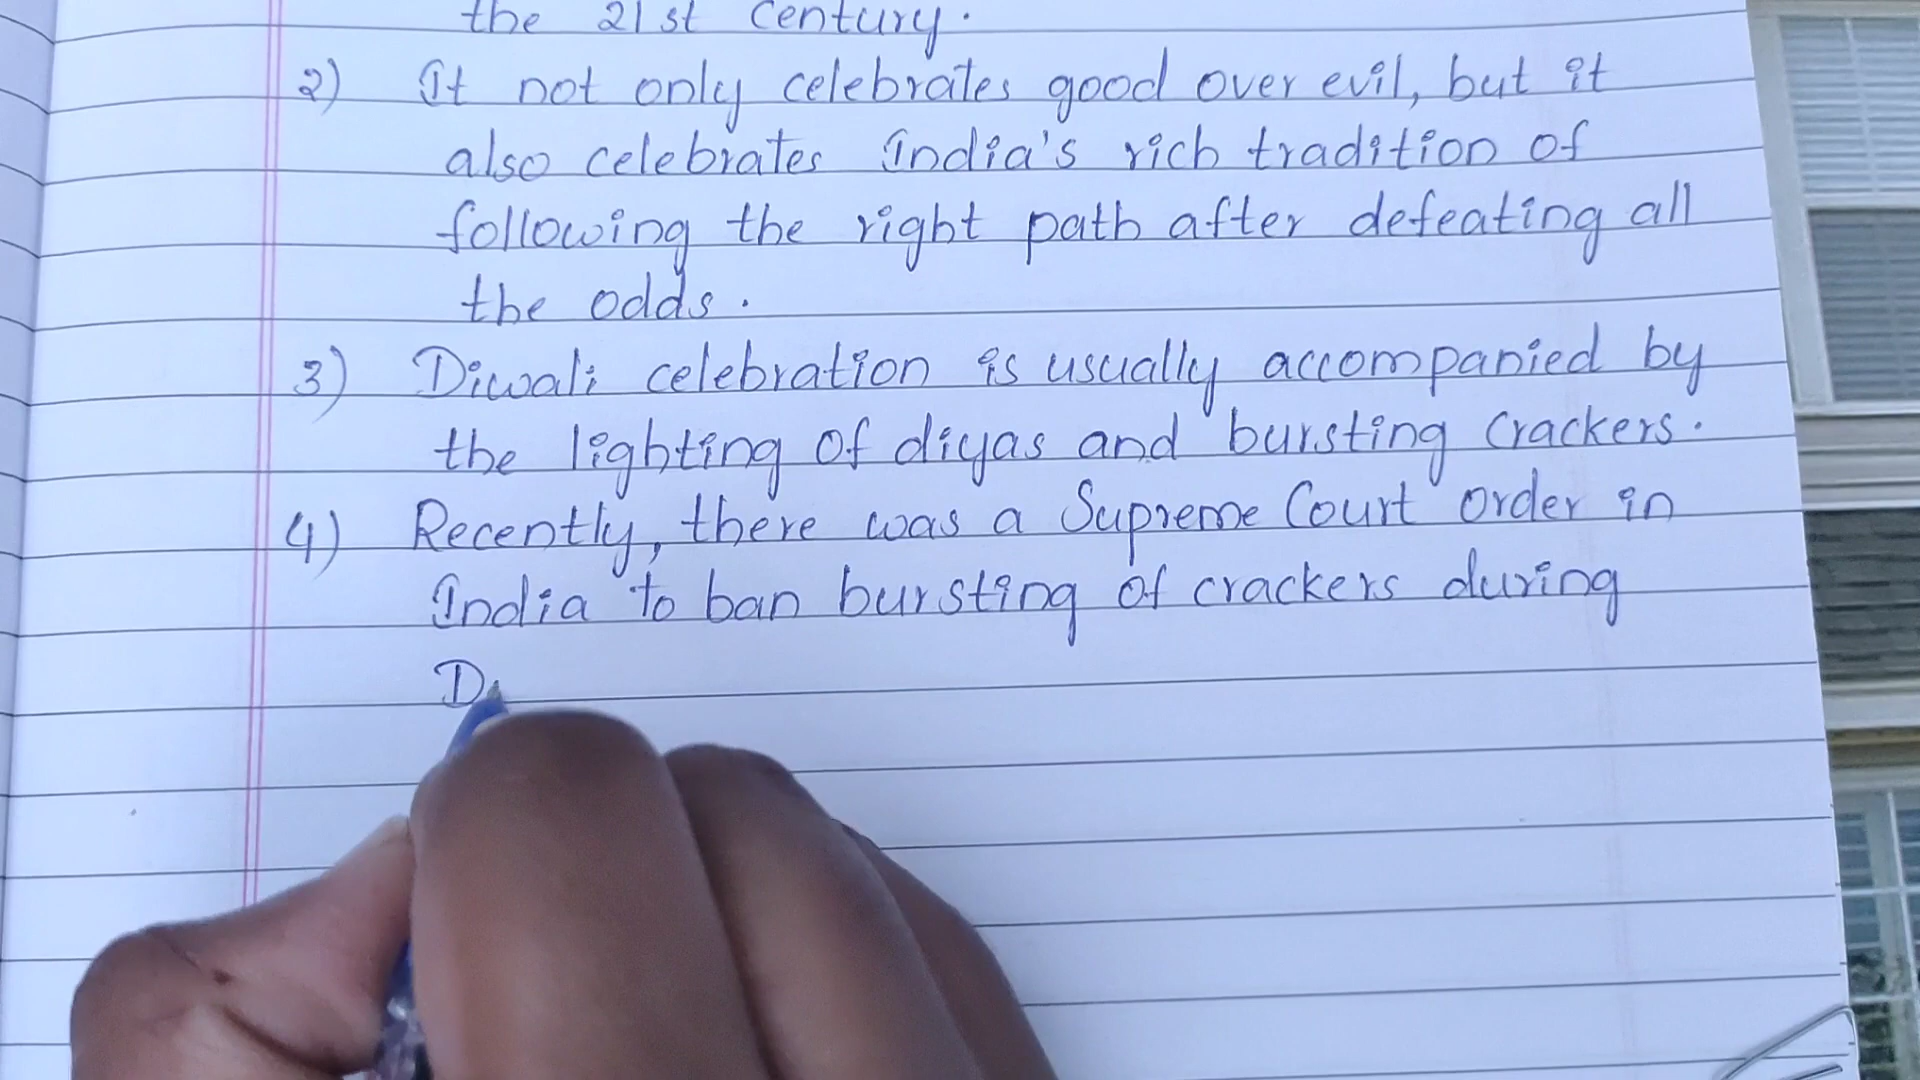 the 21st century.
2) It not only celebrates good over evil, but it
also celebrates India's rich tradition of
following the right path after defeating all
the odds.
3) Diwali celebration is usually accompanied by
the lighting of diyas and bursting crackers.
4) Recently, there was a Supreme Court order in
India to ban bursting of crackers during
D